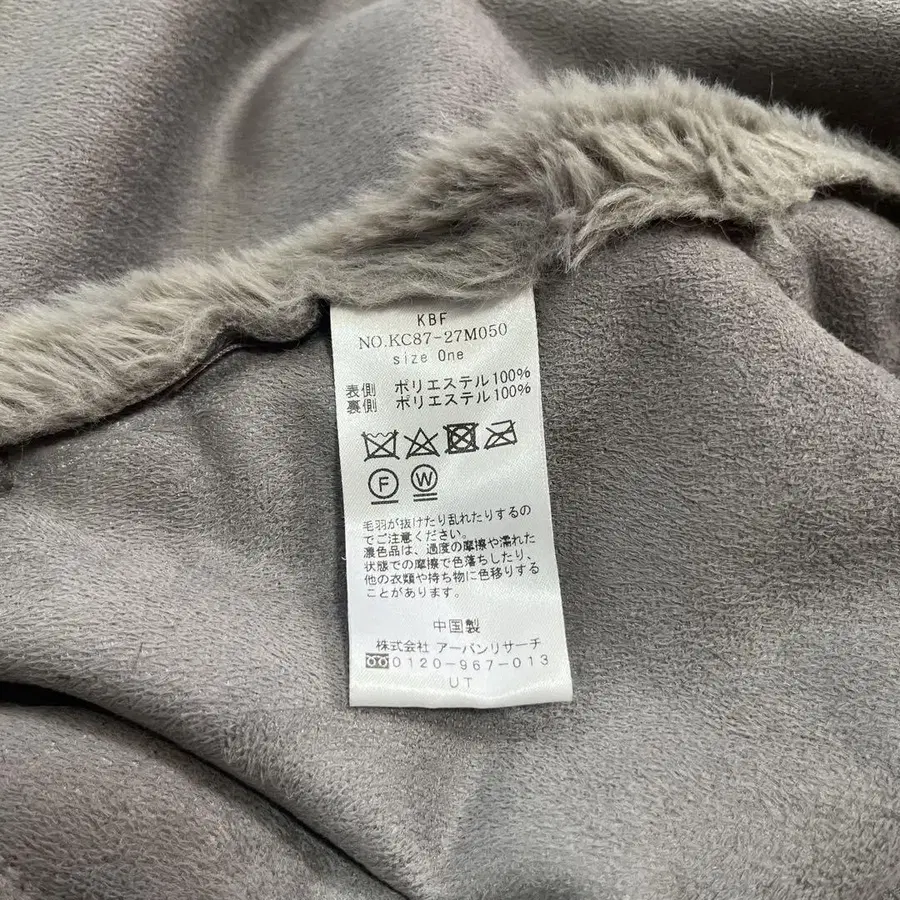 KBF
NO.KC87-27M050
size One
表側 ポリエステル100%
裏側 ポリエステル100%
F W
毛羽が抜けたり乱れたりするの
でご注意ください。
濃色品は、過度の摩擦や濡れた
状態での摩擦で色落ちしたり、
他の衣類や持ち物に色移りする
ことがあります。
中国製
株式会社 アーバンリサーチ
0120-967-013
UT